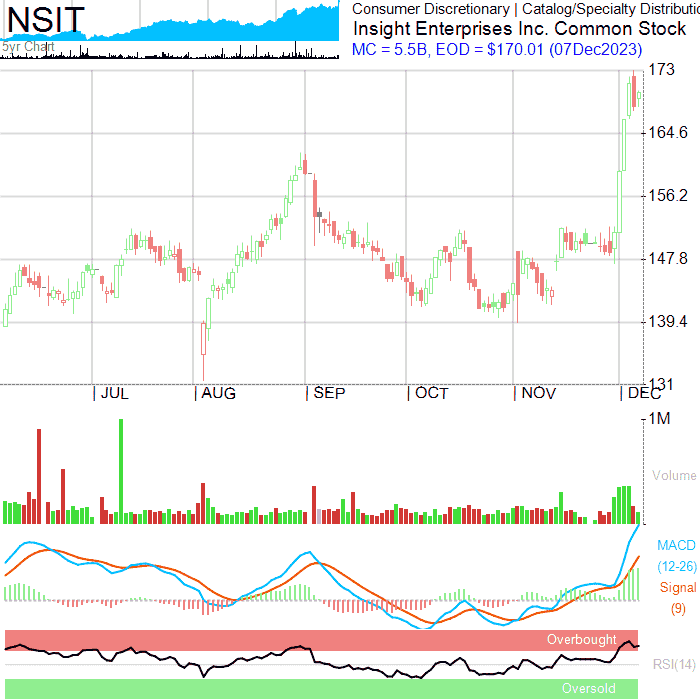 NSIT
5yr Chart
Consumer Discretionary | Catalog/Specialty Distributio
Insight Enterprises Inc. Common Stock
MC = 5.5B, EOD = $170.01 (07Dec2023)
173
164.6
156.2
147.8
139.4
131
JUL AUG SEP OCT NOV DEC
1M
Volume
MACD
(12-26)
Signal
(9)
Overbought
RSI(14)
Oversold